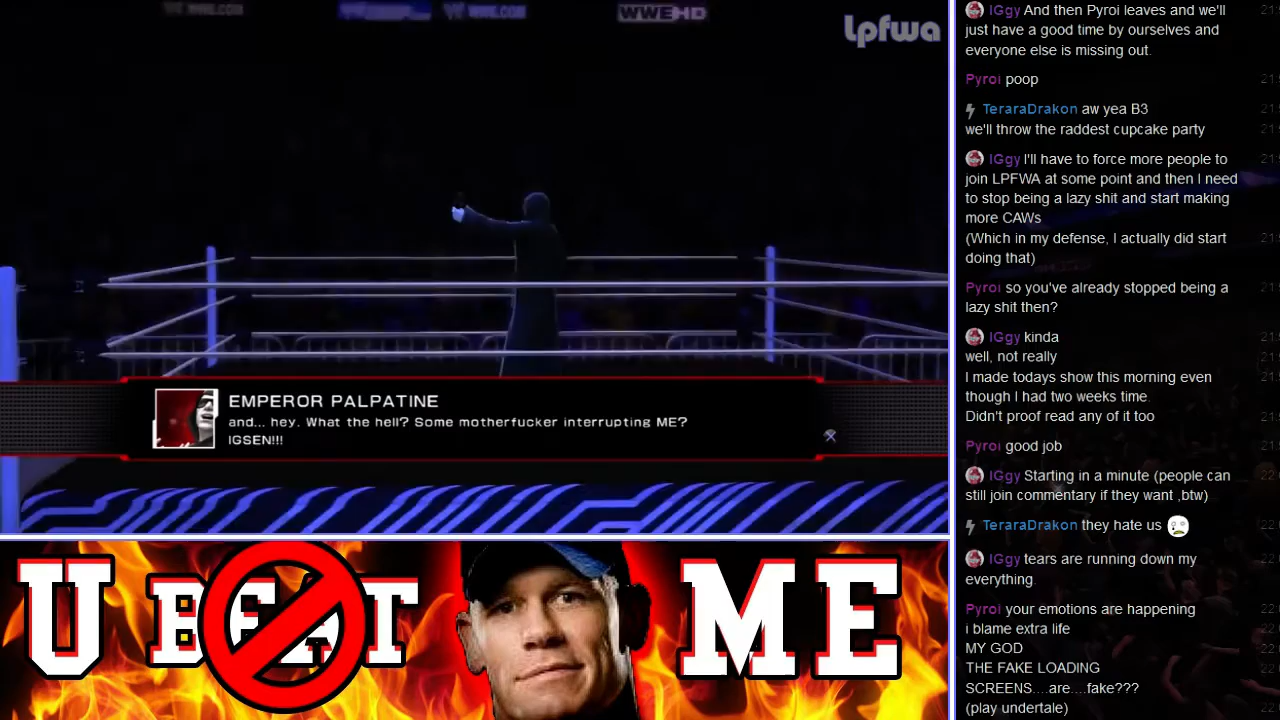 WWE.COM
WWE.COM
WWE.COM
WWEHD
lpfwa
EMPEROR PALPATINE
and... hey. What the hell? Some motherfucker interrupting ME?
IGSEN!!!
U BEAT ME
IGgy And then Pyroi leaves and we'll
just have a good time by ourselves and
everyone else is missing out.
Pyroi poop
TeraraDrakon aw yea B3
we'll throw the raddest cupcake party
IGgy I'll have to force more people to
join LPFWA at some point and then I need
to stop being a lazy shit and start making
more CAWs
(Which in my defense, I actually did start
doing that)
Pyroi so you've already stopped being a
lazy shit then?
IGgy kinda
well, not really
I made todays show this morning even
though I had two weeks time.
Didn't proof read any of it too
Pyroi good job
IGgy Starting in a minute (people can
still join commentary if they want ,btw)
TeraraDrakon they hate us
IGgy tears are running down my
everything.
Pyroi your emotions are happening
i blame extra life
MY GOD
THE FAKE LOADING
SCREENS....are....fake???
(play undertale)